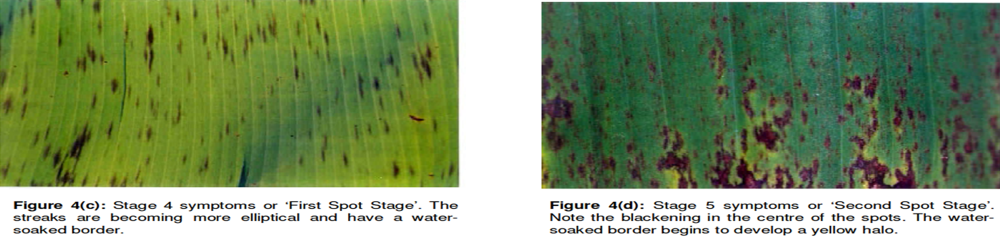 Figure 4(c): Stage 4 symptoms or ‘First Spot Stage’. The
streaks are becoming more elliptical and have a water-
soaked border.
Figure 4(d): Stage 5 symptoms or ‘Second Spot Stage’.
Note the blackening in the centre of the spots. The water-
soaked border begins to develop a yellow halo.